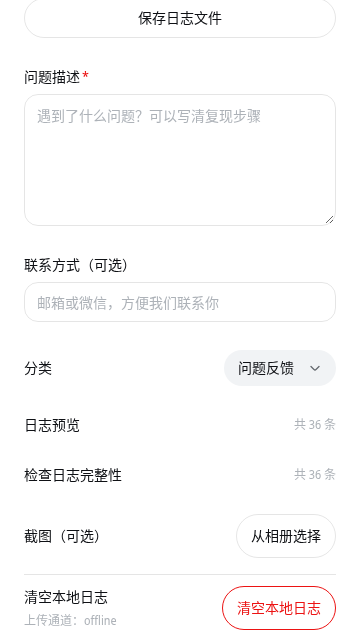 保存日志文件
问题描述*
遇到了什么问题？可以写清复现步骤
联系方式（可选）
邮箱或微信，方便我们联系你
分类
问题反馈
日志预览
共 36 条
检查日志完整性
共 36 条
截图（可选）
从相册选择
清空本地日志
上传通道：offline
清空本地日志